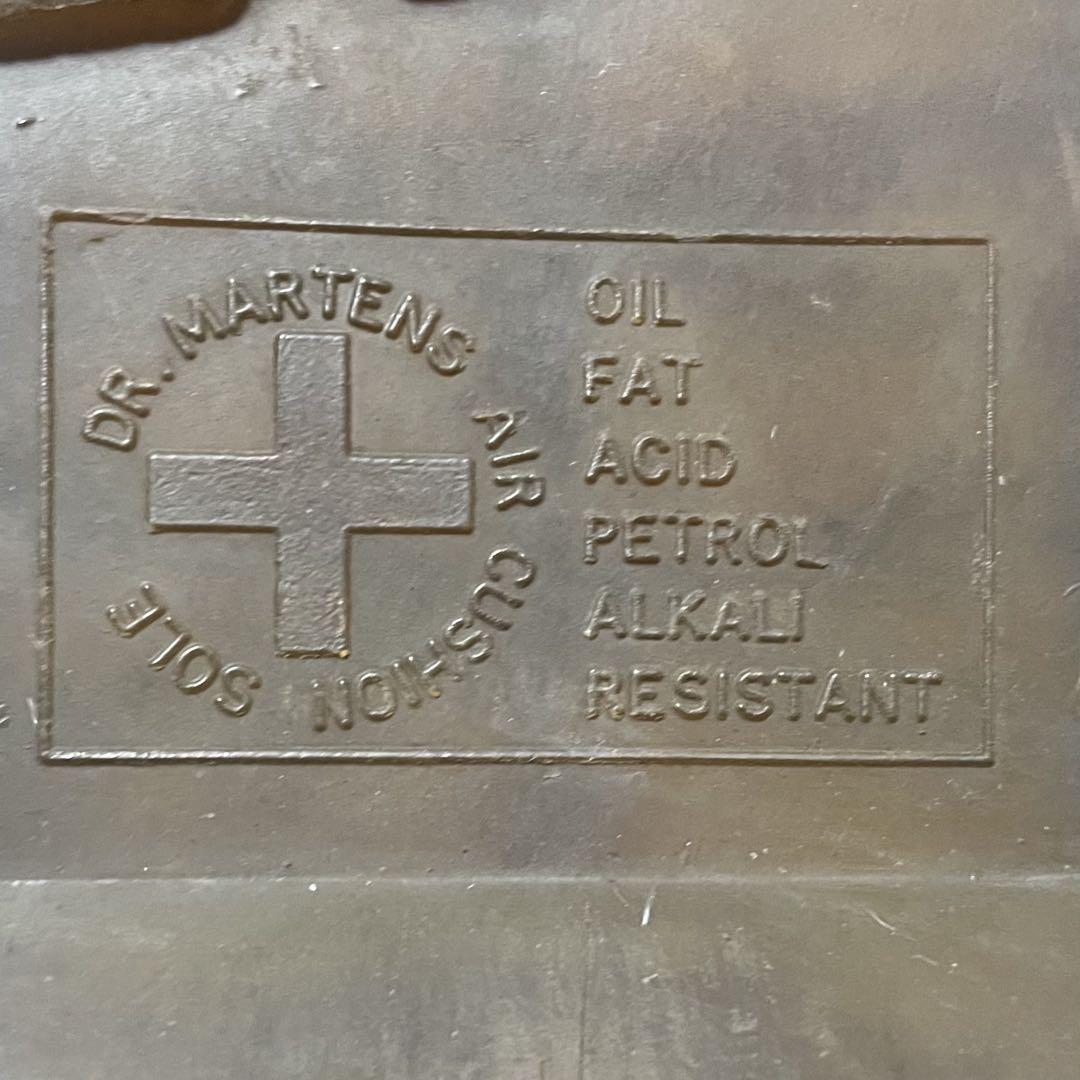 DR. MARTENS AIR CUSHION SOLE
OIL
FAT
ACID
PETROL
ALKALI
RESISTANT